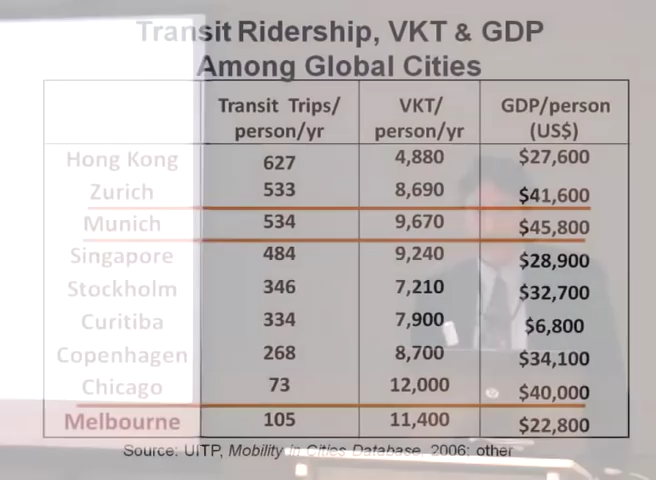 Transit Ridership, VKT & GDP
Among Global Cities
Transit Trips/ person/yr VKT/ person/yr GDP/person (US$)
Hong Kong 627 4,880 $27,600
Zurich 533 8,690 $41,600
Munich 534 9,670 $45,800
Singapore 484 9,240 $28,900
Stockholm 346 7,210 $32,700
Curitiba 334 7,900 $6,800
Copenhagen 268 8,700 $34,100
Chicago 73 12,000 $40,000
Melbourne 105 11,400 $22,800
Source: UITP, Mobility in Cities Database, 2006; other